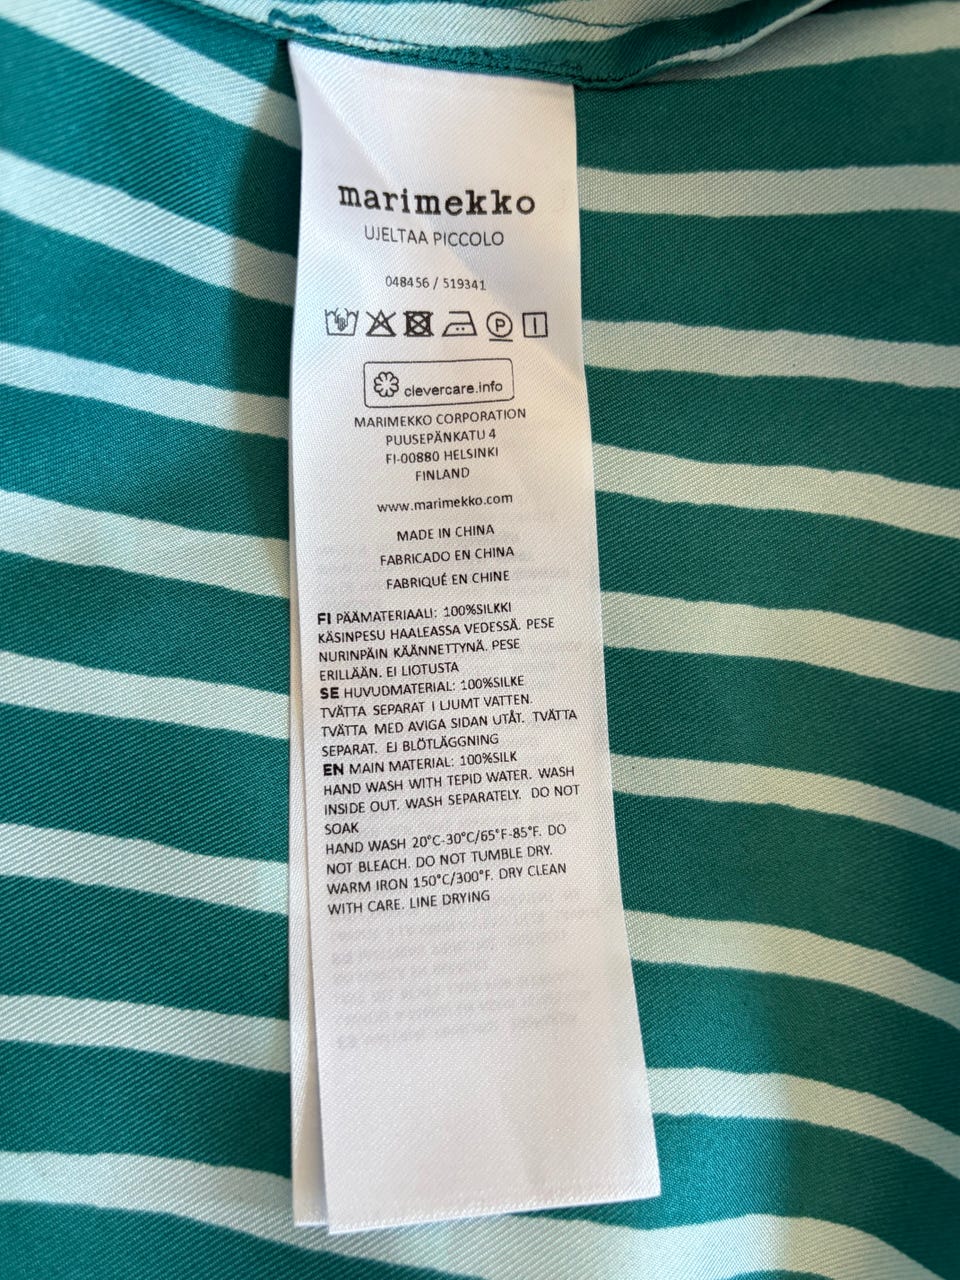 marimekko
UJELTAA PICCOLO
048456 / 519341
P
clevercare.info
MARIMEKKO CORPORATION
PUUSEPÄNKATU 4
FI-00880 HELSINKI
FINLAND
www.marimekko.com
MADE IN CHINA
FABRICADO EN CHINA
FABRIQUÉ EN CHINE
FI PÄÄMATERIAALI: 100%SILKKI
KÄSINPESU HAALEASSA VEDESSÄ. PESE
NURINPÄIN KÄÄNNETTYNÄ. PESE
ERILLÄÄN. EI LIOTUSTA
SE HUVUDMATERIAL: 100%SILKE
TVÄTTA SEPARAT I LJUMT VATTEN.
TVÄTTA MED AVIGA SIDAN UTÅT. TVÄTTA
SEPARAT. EJ BLÖTLÄGGNING
EN MAIN MATERIAL: 100%SILK
HAND WASH WITH TEPID WATER. WASH
INSIDE OUT. WASH SEPARATELY. DO NOT
SOAK
HAND WASH 20°C-30°C/65°F-85°F. DO
NOT BLEACH. DO NOT TUMBLE DRY.
WARM IRON 150°C/300°F. DRY CLEAN
WITH CARE. LINE DRYING